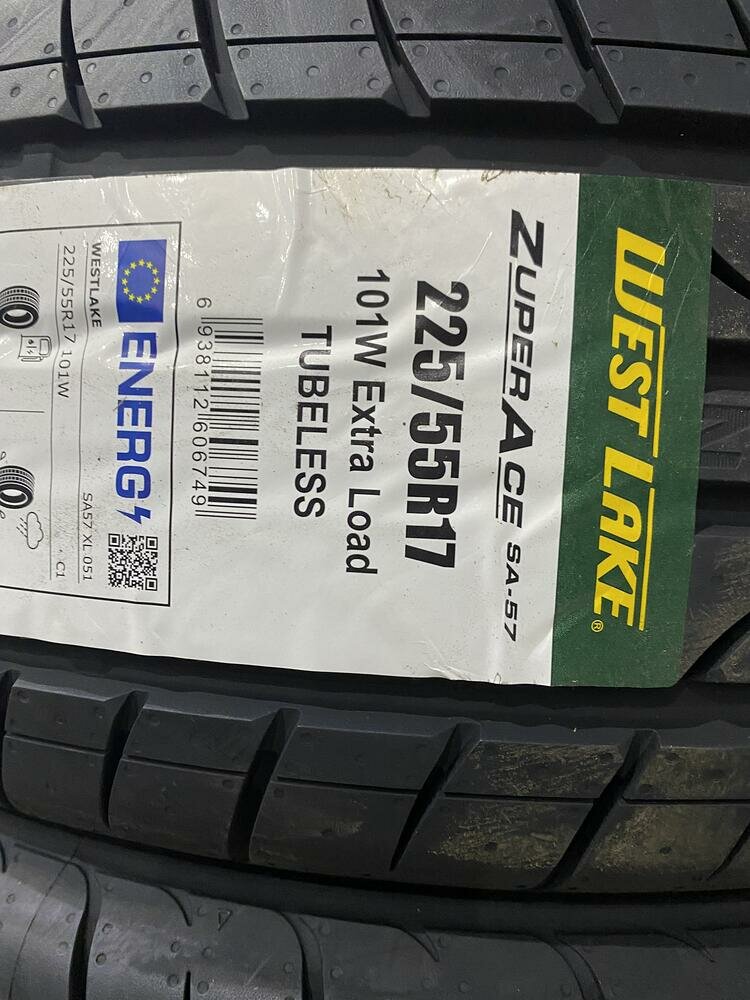 WEST LAKE®
ZUPERACE SA-57
225/55R17
101W Extra Load
TUBELESS
6 938112 606749
ENERG
WESTLAKE
SA57 XL 051
225/55R17 101W
C1